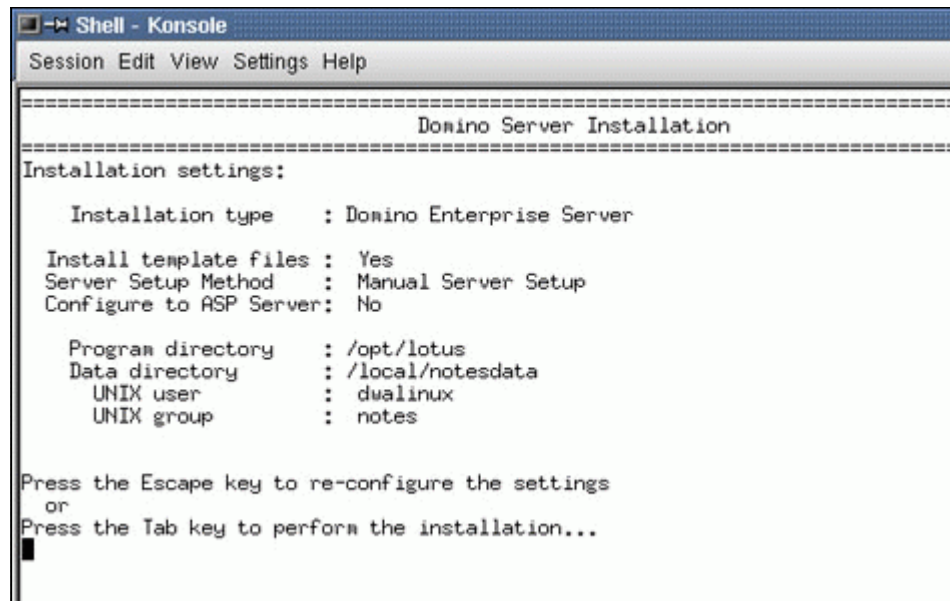 Shell - Konsole
Session Edit View Settings Help
================================================================================
Domino Server Installation
================================================================================
Installation settings:
Installation type : Domino Enterprise Server
Install template files : Yes
Server Setup Method : Manual Server Setup
Configure to ASP Server: No
Program directory : /opt/lotus
Data directory : /local/notesdata
UNIX user : dwalinux
UNIX group : notes
Press the Escape key to re-configure the settings
or
Press the Tab key to perform the installation...